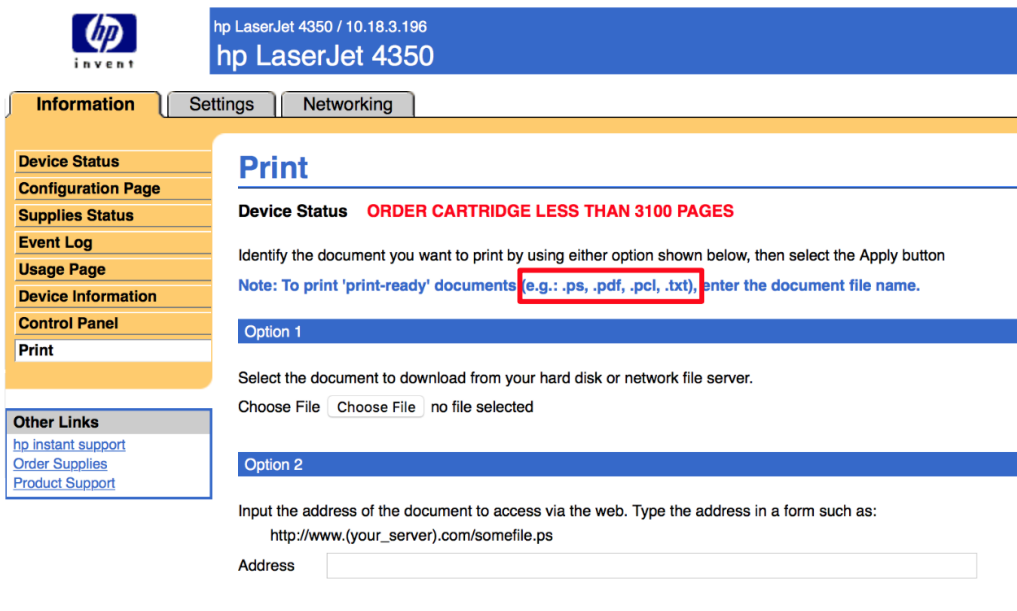 hp
invent
hp LaserJet 4350 / 10.18.3.196
hp LaserJet 4350
Information Settings Networking
Device Status
Configuration Page
Supplies Status
Event Log
Usage Page
Device Information
Control Panel
Print
Other Links
hp instant support
Order Supplies
Product Support
Print
Device Status ORDER CARTRIDGE LESS THAN 3100 PAGES
Identify the document you want to print by using either option shown below, then select the Apply button
Note: To print 'print-ready' documents (e.g.: .ps, .pdf, .pcl, .txt), enter the document file name.
Option 1
Select the document to download from your hard disk or network file server.
Choose File Choose File no file selected
Option 2
Input the address of the document to access via the web. Type the address in a form such as:
http://www.(your_server).com/somefile.ps
Address